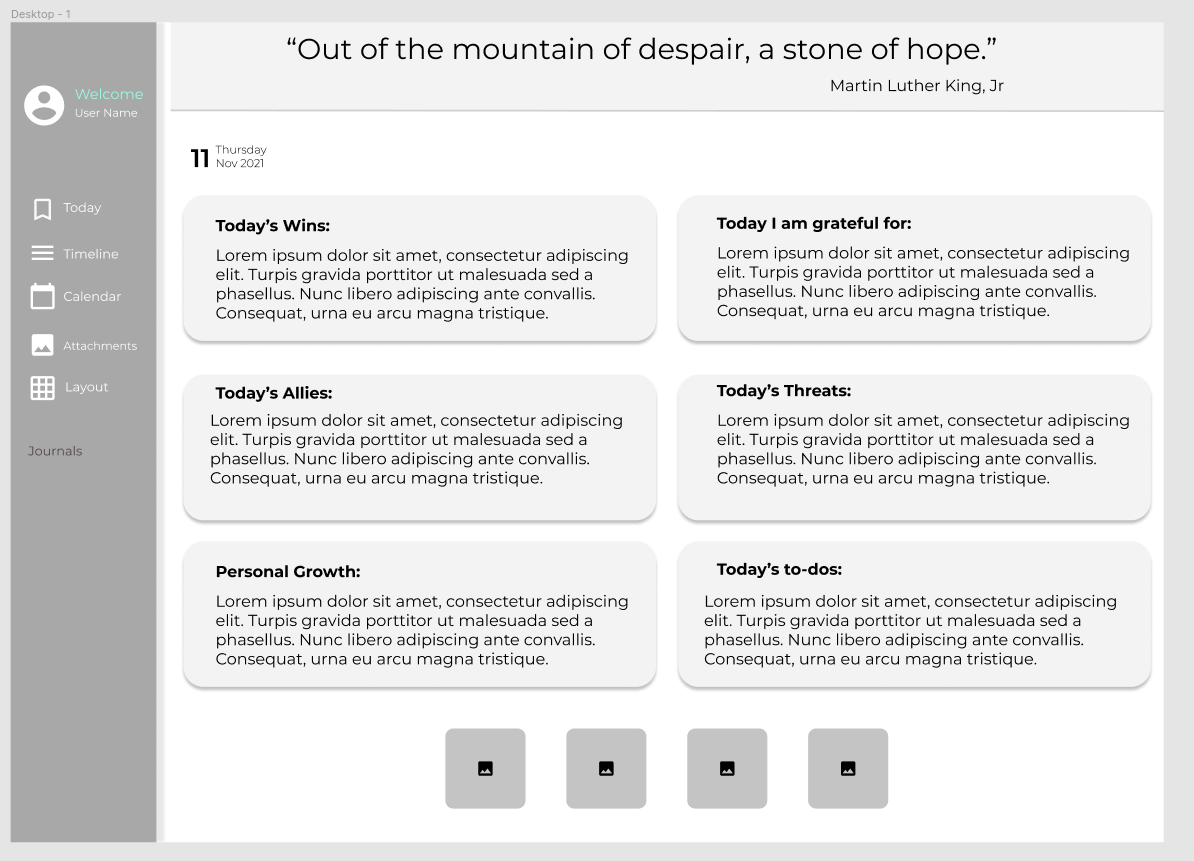 Desktop - 1
“Out of the mountain of despair, a stone of hope.”
Martin Luther King, Jr
Welcome
User Name
Today
Timeline
Calendar
Attachments
Layout
Journals
11
Thursday
Nov 2021
Today’s Wins:
Lorem ipsum dolor sit amet, consectetur adipiscing
elit. Turpis gravida porttitor ut malesuada sed a
phasellus. Nunc libero adipiscing ante convallis.
Consequat, urna eu arcu magna tristique.
Today I am grateful for:
Lorem ipsum dolor sit amet, consectetur adipiscing
elit. Turpis gravida porttitor ut malesuada sed a
phasellus. Nunc libero adipiscing ante convallis.
Consequat, urna eu arcu magna tristique.
Today’s Allies:
Lorem ipsum dolor sit amet, consectetur adipiscing
elit. Turpis gravida porttitor ut malesuada sed a
phasellus. Nunc libero adipiscing ante convallis.
Consequat, urna eu arcu magna tristique.
Today’s Threats:
Lorem ipsum dolor sit amet, consectetur adipiscing
elit. Turpis gravida porttitor ut malesuada sed a
phasellus. Nunc libero adipiscing ante convallis.
Consequat, urna eu arcu magna tristique.
Personal Growth:
Lorem ipsum dolor sit amet, consectetur adipiscing
elit. Turpis gravida porttitor ut malesuada sed a
phasellus. Nunc libero adipiscing ante convallis.
Consequat, urna eu arcu magna tristique.
Today’s to-dos:
Lorem ipsum dolor sit amet, consectetur adipiscing
elit. Turpis gravida porttitor ut malesuada sed a
phasellus. Nunc libero adipiscing ante convallis.
Consequat, urna eu arcu magna tristique.